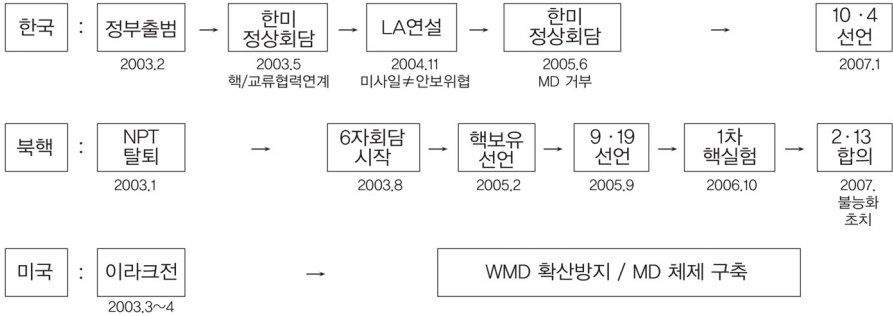 한국 : 정부출범 → 한미 정상회담 → LA연설 → 한미 정상회담 → 10·4 선언
2003.2 2003.5 2004.11 2005.6 2007.1
핵/교류협력연계 미사일≠안보위협 MD 거부
북핵 : NPT 탈퇴 → 6자회담 시작 → 핵보유 선언 → 9·19 선언 → 1차 핵실험 → 2·13 합의
2003.1 2003.8 2005.2 2005.9 2006.10 2007.
불능화
초치
미국 : 이라크전 → WMD 확산방지 / MD 체제 구축
2003.3~4